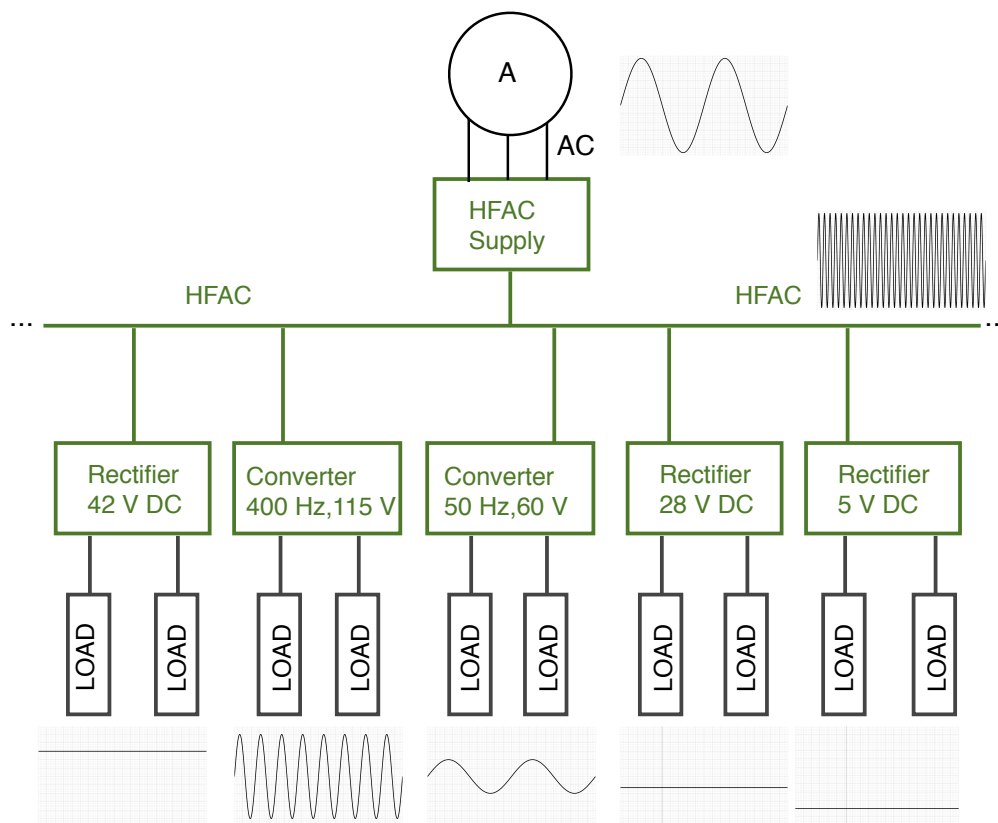 A
AC
HFAC
Supply
HFAC
HFAC
...
...
Rectifier
42 V DC
Converter
400 Hz,115 V
Converter
50 Hz,60 V
Rectifier
28 V DC
Rectifier
5 V DC
LOAD
LOAD
LOAD
LOAD
LOAD
LOAD
LOAD
LOAD
LOAD
LOAD